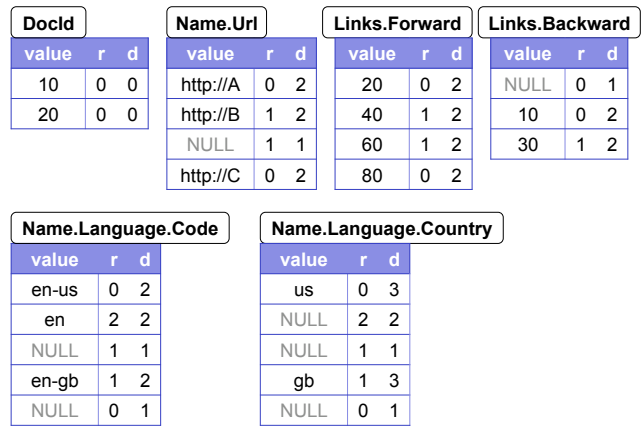 DocId
value r d
10 0 0
20 0 0
Name.Url
value r d
http://A 0 2
http://B 1 2
NULL 1 1
http://C 0 2
Links.Forward
value r d
20 0 2
40 1 2
60 1 2
80 0 2
Links.Backward
value r d
NULL 0 1
10 0 2
30 1 2
Name.Language.Code
value r d
en-us 0 2
en 2 2
NULL 1 1
en-gb 1 2
NULL 0 1
Name.Language.Country
value r d
us 0 3
NULL 2 2
NULL 1 1
gb 1 3
NULL 0 1